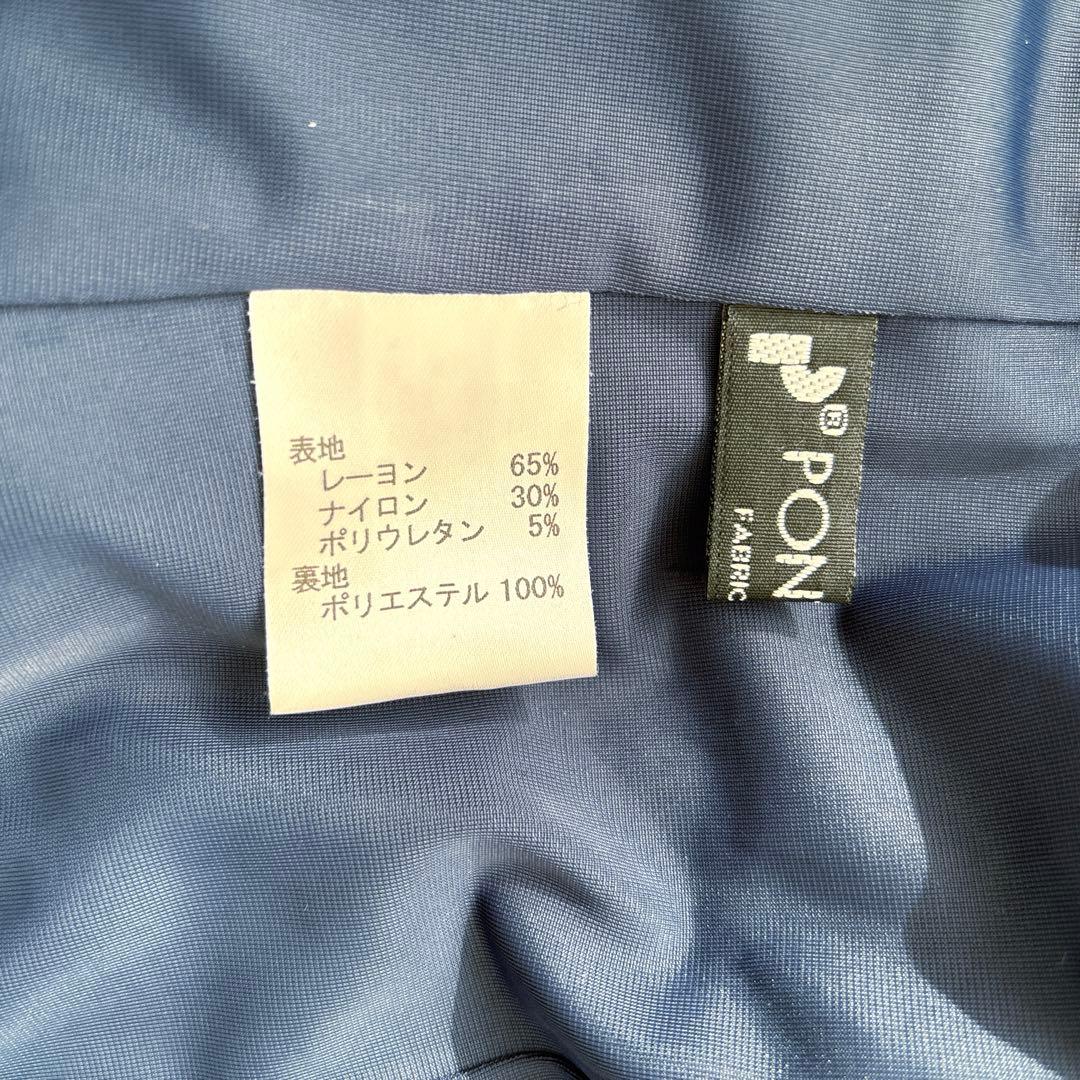 表地
レーヨン 65%
ナイロン 30%
ポリウレタン 5%
裏地
ポリエステル 100%
PON
FABRIC